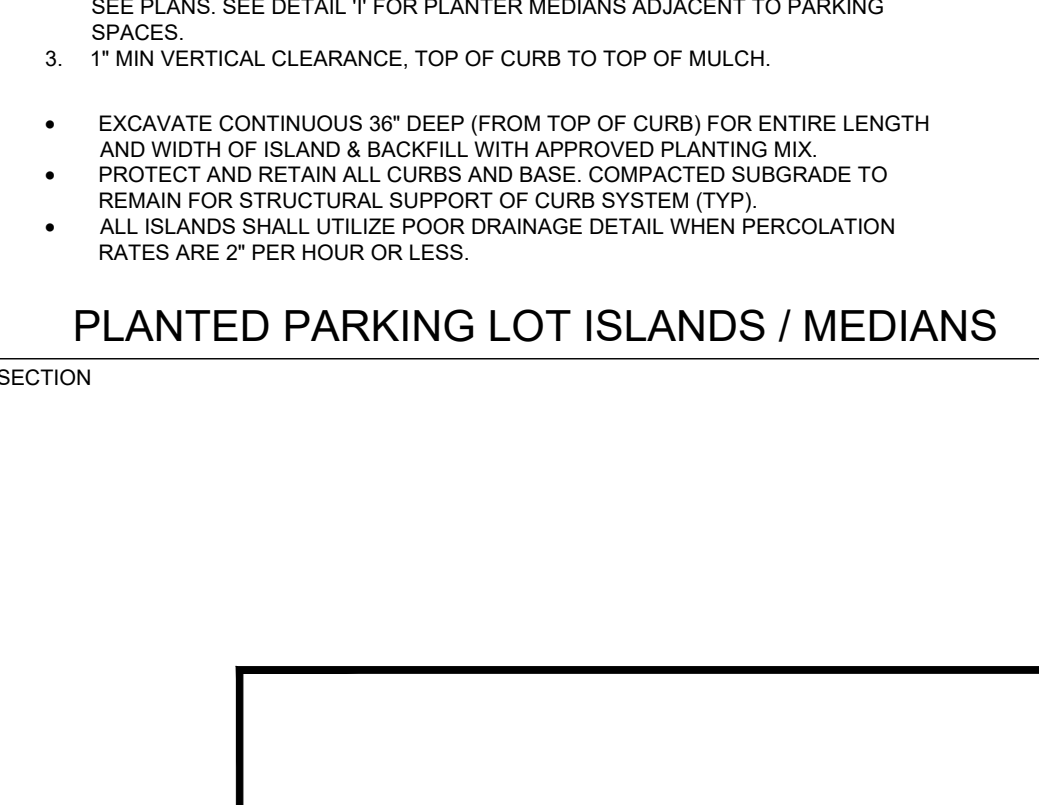 SEE PLANS. SEE DETAIL 'I' FOR PLANTER MEDIANS ADJACENT TO PARKING
SPACES.
3. 1" MIN VERTICAL CLEARANCE, TOP OF CURB TO TOP OF MULCH.
• EXCAVATE CONTINUOUS 36" DEEP (FROM TOP OF CURB) FOR ENTIRE LENGTH
AND WIDTH OF ISLAND & BACKFILL WITH APPROVED PLANTING MIX.
• PROTECT AND RETAIN ALL CURBS AND BASE. COMPACTED SUBGRADE TO
REMAIN FOR STRUCTURAL SUPPORT OF CURB SYSTEM (TYP).
• ALL ISLANDS SHALL UTILIZE POOR DRAINAGE DETAIL WHEN PERCOLATION
RATES ARE 2" PER HOUR OR LESS.
PLANTED PARKING LOT ISLANDS / MEDIANS
SECTION